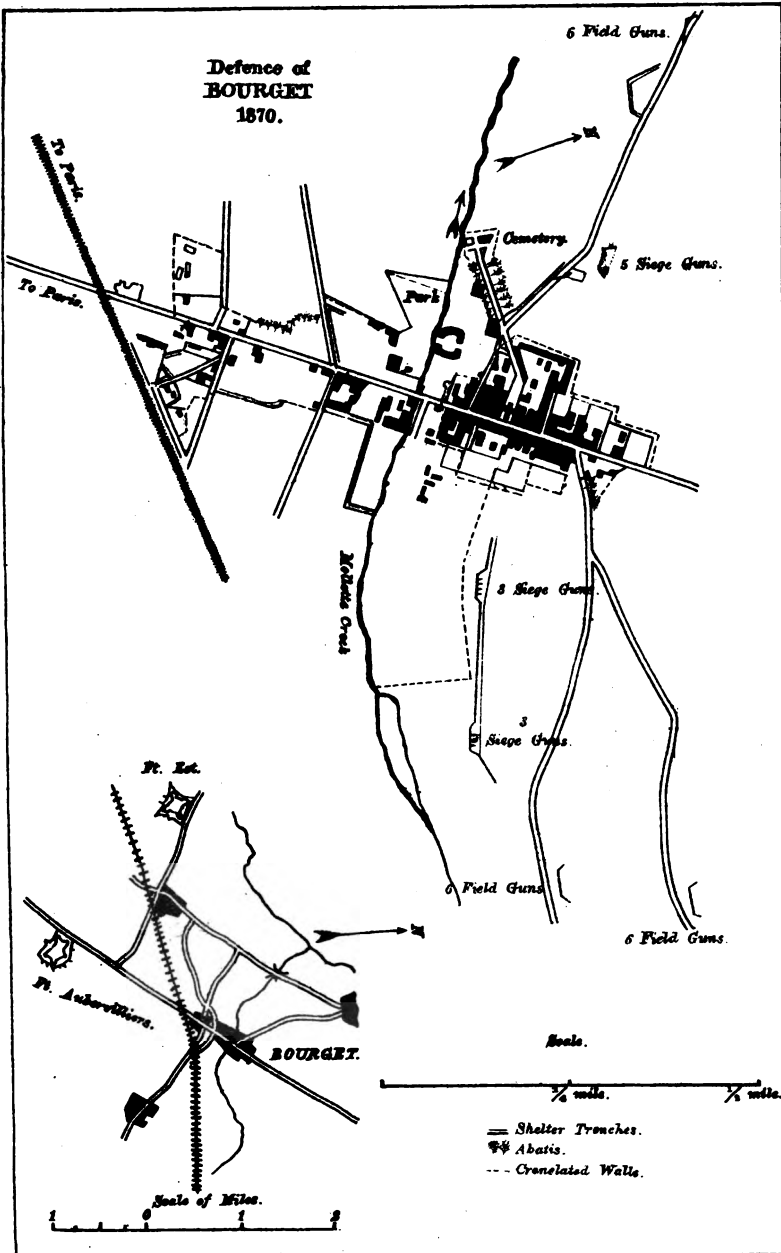 6 Field Guns.
Defence of
BOURGET
1870.
N
To Paris.
Cemetery.
5 Siege Guns.
To Paris.
Park
Mollette Creek
3 Siege Guns.
3
Siege Guns.
Ft. Est.
6 Field Guns
6 Field Guns.
N
Ft. Aubervilliers.
BOURGET.
Scale.
1/2 mile.
Shelter Trenches.
Abatis.
Crenelated Walls.
Scale of Miles.
1 0 1 2